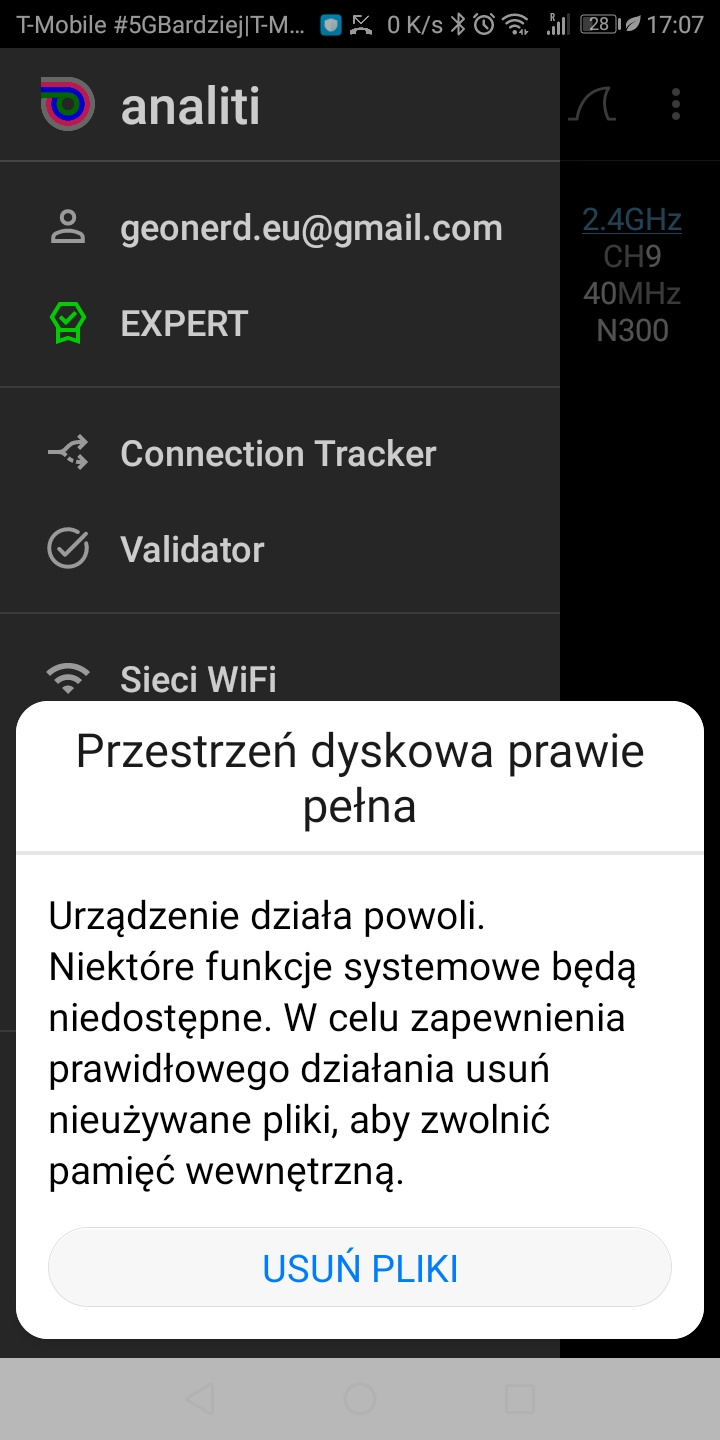 T-Mobile #5GBardziej|T-M... 0 K/s R 28 17:07
analiti
geonerd.eu@gmail.com
EXPERT
Connection Tracker
Validator
Sieci WiFi
2.4GHz
CH9
40MHz
N300
Przestrzeń dyskowa prawie
pełna
Urządzenie działa powoli.
Niektóre funkcje systemowe będą
niedostępne. W celu zapewnienia
prawidłowego działania usuń
nieużywane pliki, aby zwolnić
pamięć wewnętrzną.
USUŃ PLIKI